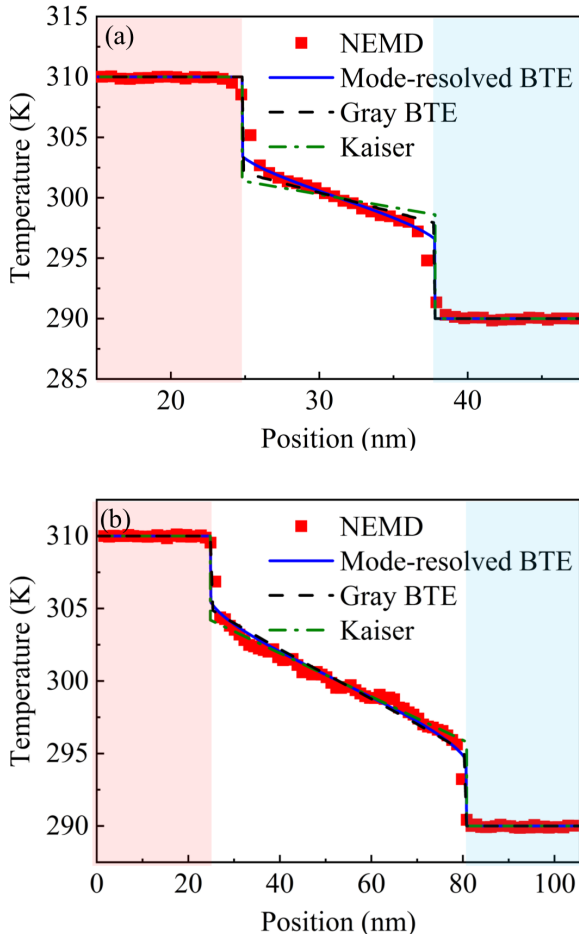 (a)
NEMD
Mode-resolved BTE
Gray BTE
Kaiser
315
310
305
300
295
290
285
Temperature (K)
20
30
40
Position (nm)
(b)
NEMD
Mode-resolved BTE
Gray BTE
Kaiser
310
305
300
295
290
Temperature (K)
0
20
40
60
80
100
Position (nm)